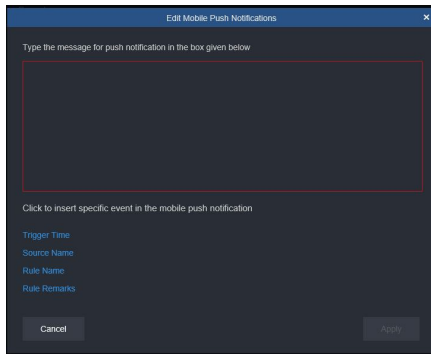 Edit Mobile Push Notifications
×
Type the message for push notification in the box given below
Click to insert specific event in the mobile push notification
Trigger Time
Source Name
Rule Name
Rule Remarks
Cancel
Apply